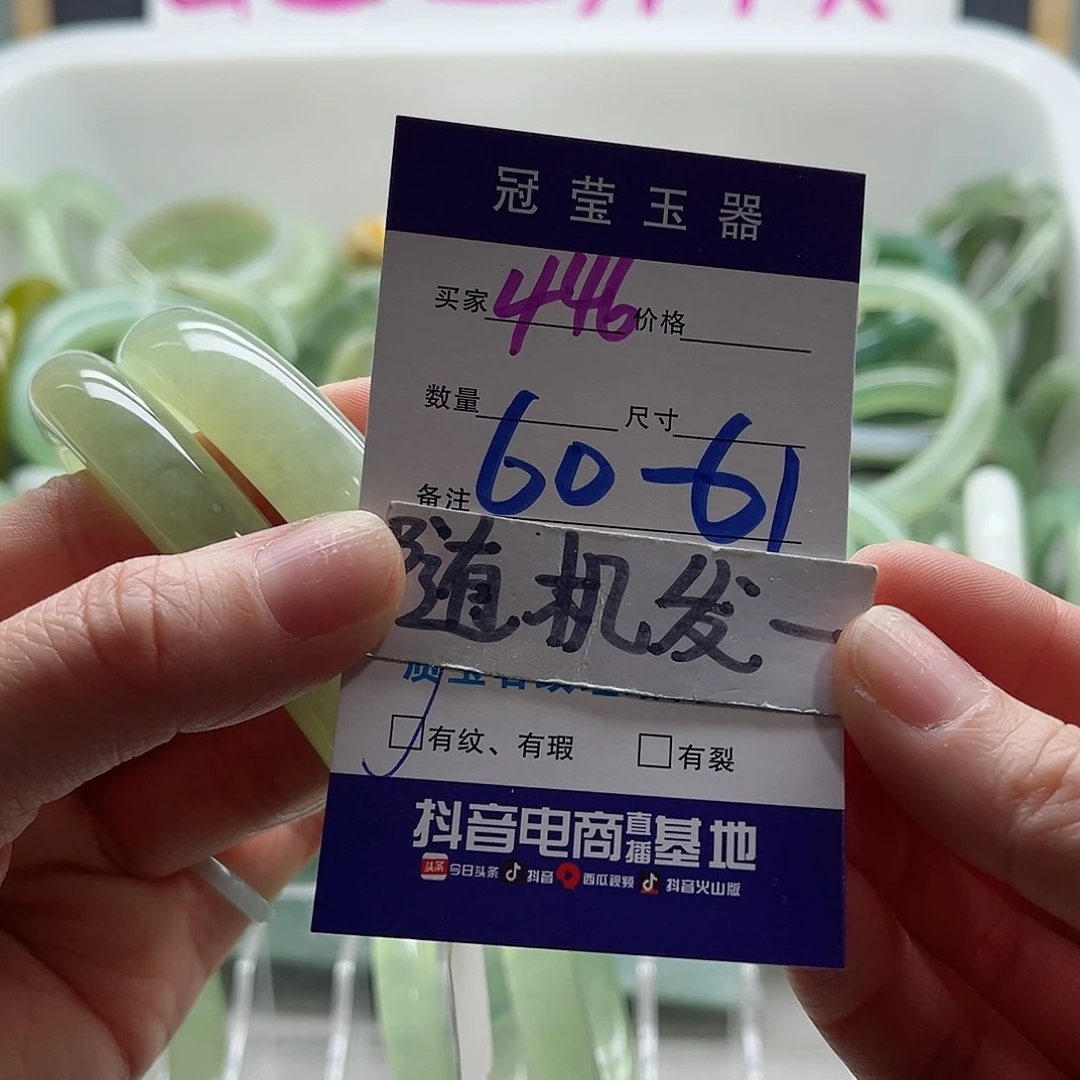 冠莹玉器
买家 446 价格
数量 尺寸
60-61
备注
随机发一
有纹、有瑕 有裂
抖音电商直播基地
头条 今日头条 抖音 西瓜视频 抖音火山版